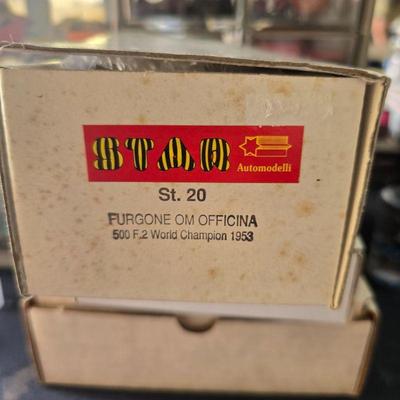 STAR
Automodelli
St. 20
FURGONE OM OFFICINA
500 F.2 World Champion 1953